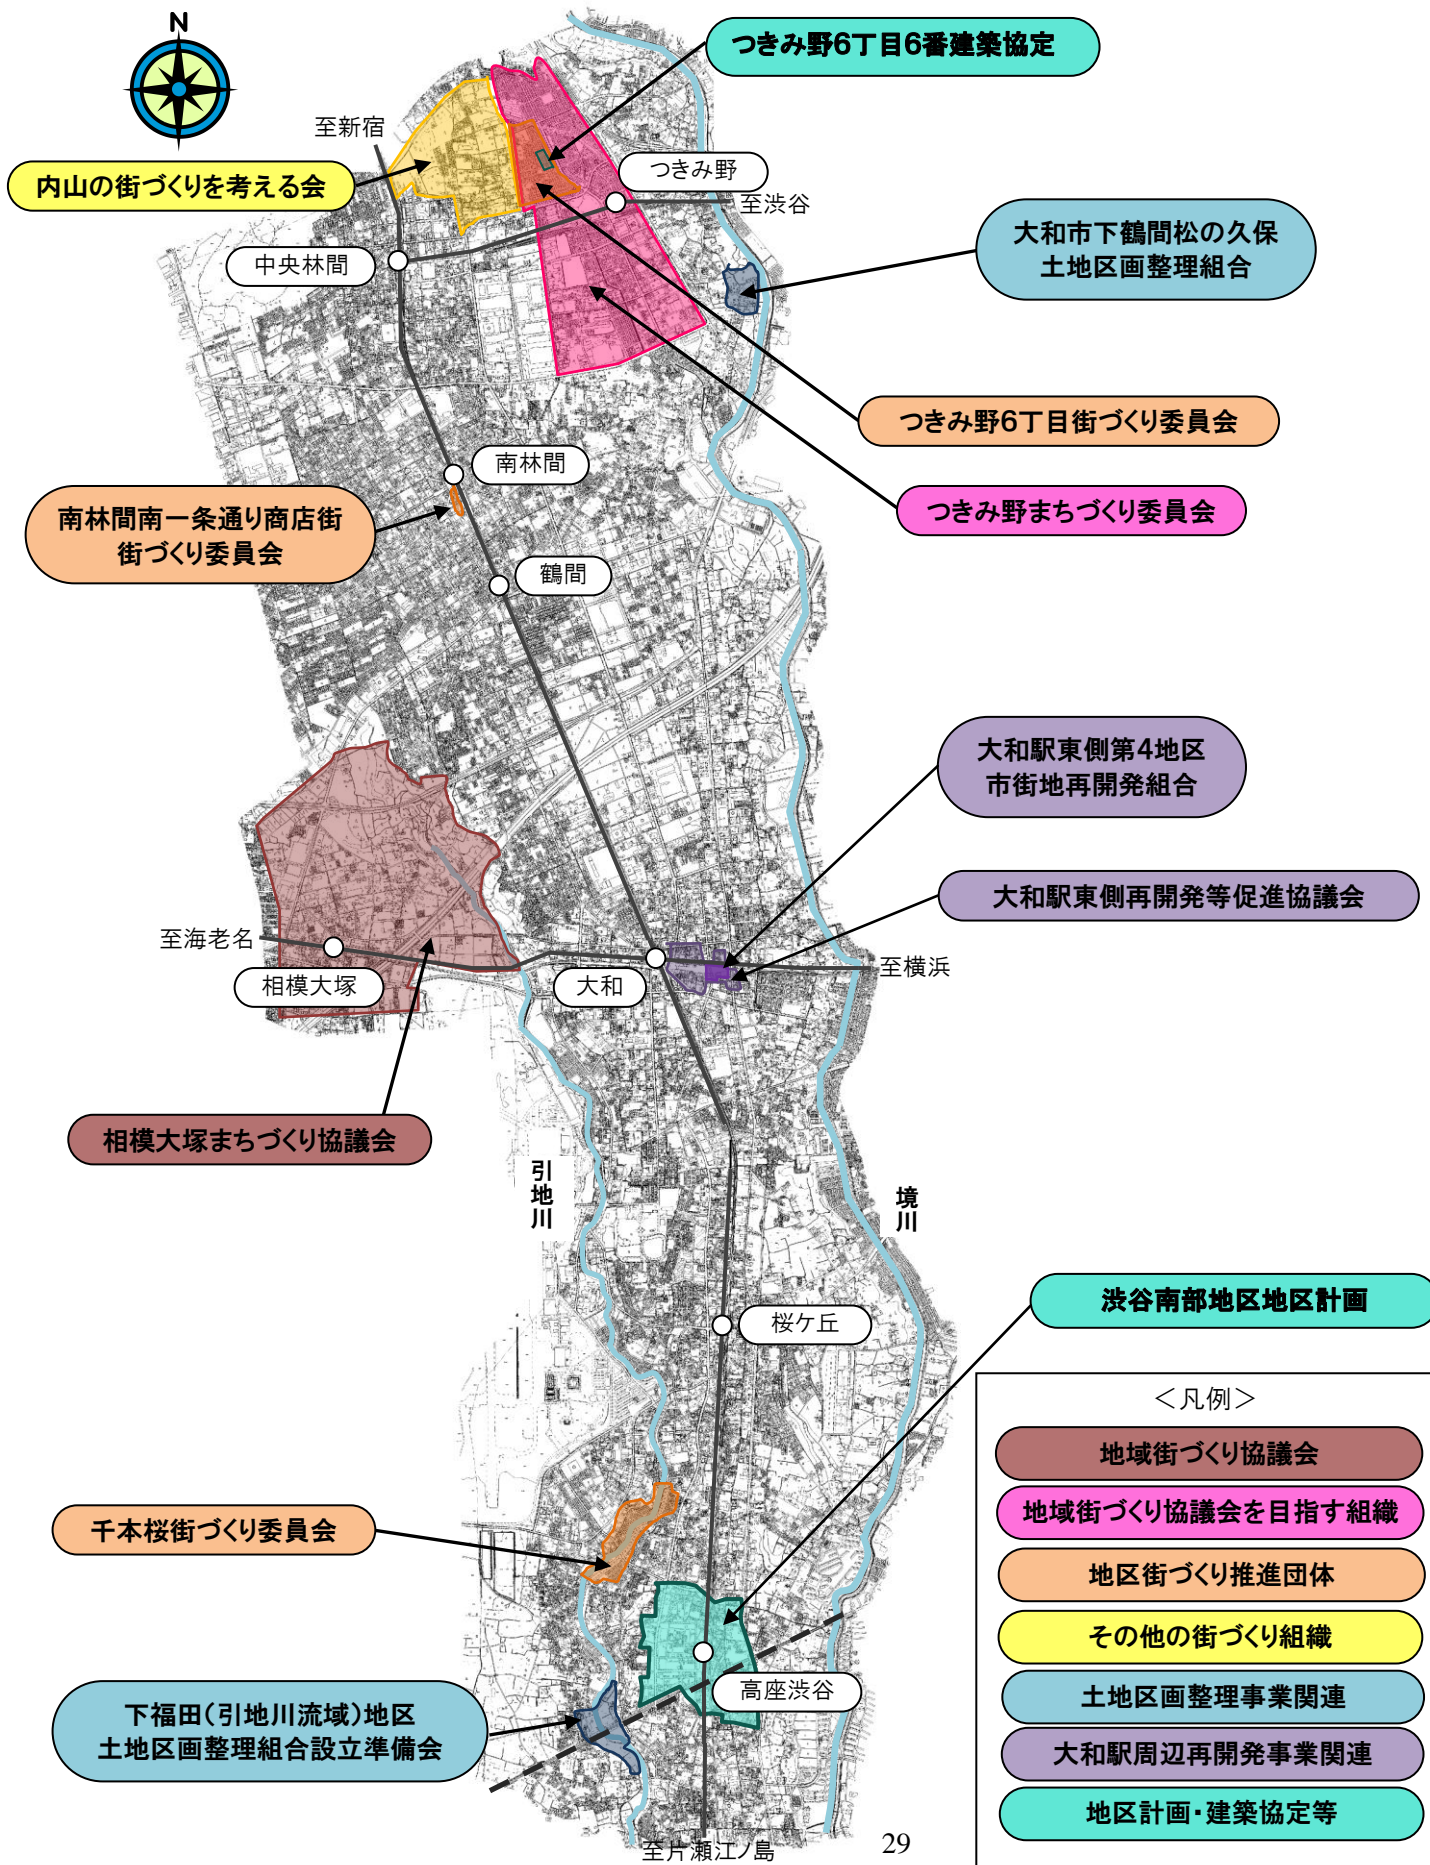 N
つきみ野6丁目6番建築協定
至新宿
内山の街づくりを考える会
つきみ野
至渋谷
大和市下鶴間松の久保
土地区画整理組合
中央林間
つきみ野6丁目街づくり委員会
南林間
つきみ野まちづくり委員会
南林間南一条通り商店街
街づくり委員会
鶴間
大和駅東側第4地区
市街地再開発組合
大和駅東側再開発等促進協議会
至海老名
相模大塚
大和
至横浜
相模大塚まちづくり協議会
引地川
境川
渋谷南部地区地区計画
桜ケ丘
<凡例>
地域街づくり協議会
地域街づくり協議会を目指す組織
地区街づくり推進団体
その他の街づくり組織
土地区画整理事業関連
大和駅周辺再開発事業関連
地区計画・建築協定等
千本桜街づくり委員会
高座渋谷
下福田(引地川流域)地区
土地区画整理組合設立準備会
至片瀬江ノ島
29